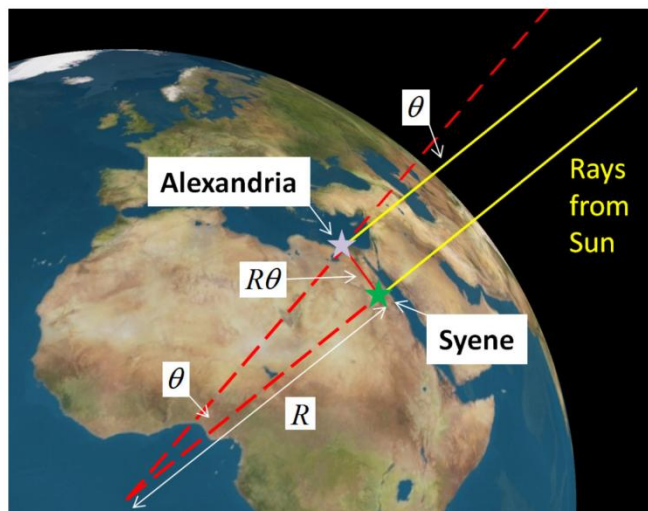 θ
Alexandria
Rays
from
Sun
Rθ
Syene
θ
R